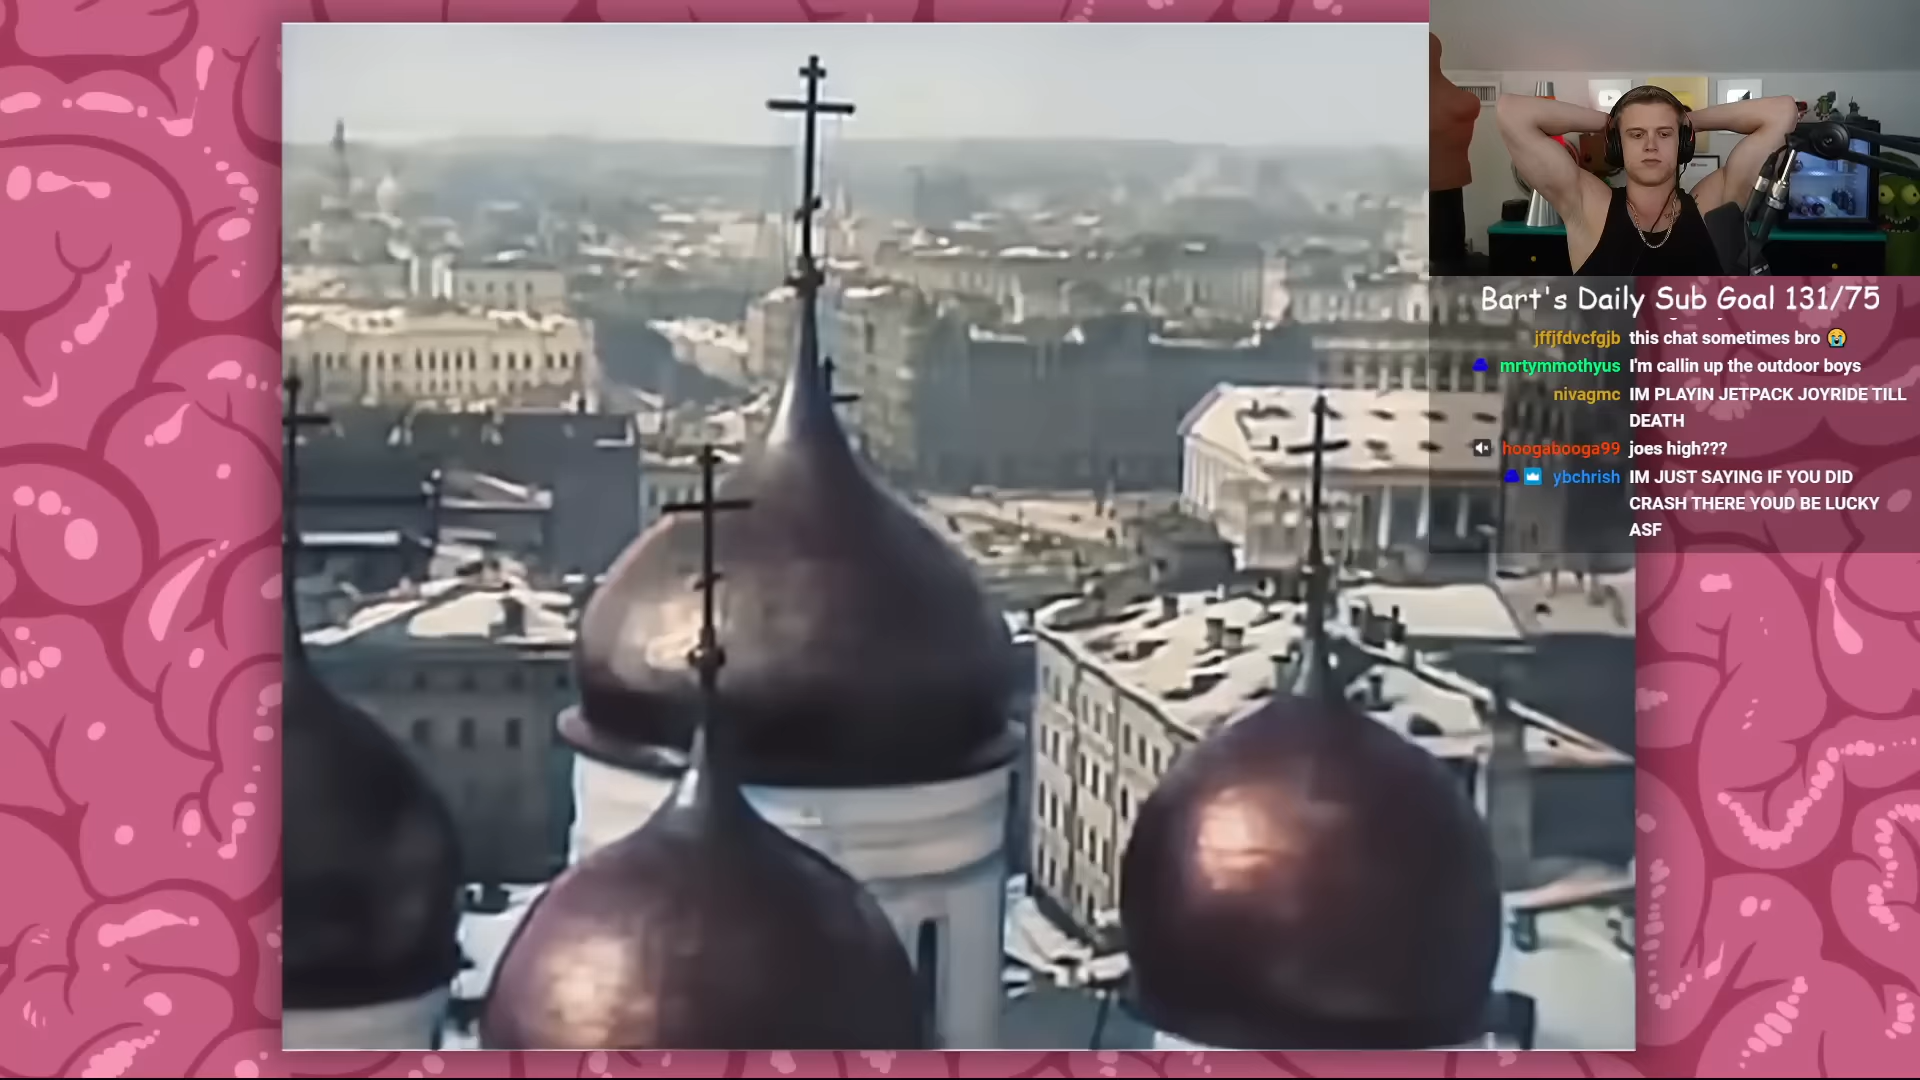 Bart's Daily Sub Goal 131/75
jffjfdvcfgjb this chat sometimes bro 😭
mrtymmothyus I'm callin up the outdoor boys
nivagmc IM PLAYIN JETPACK JOYRIDE TILL
DEATH
hoogabooga99 joes high???
ybchrish IM JUST SAYING IF YOU DID
CRASH THERE YOUD BE LUCKY
ASF